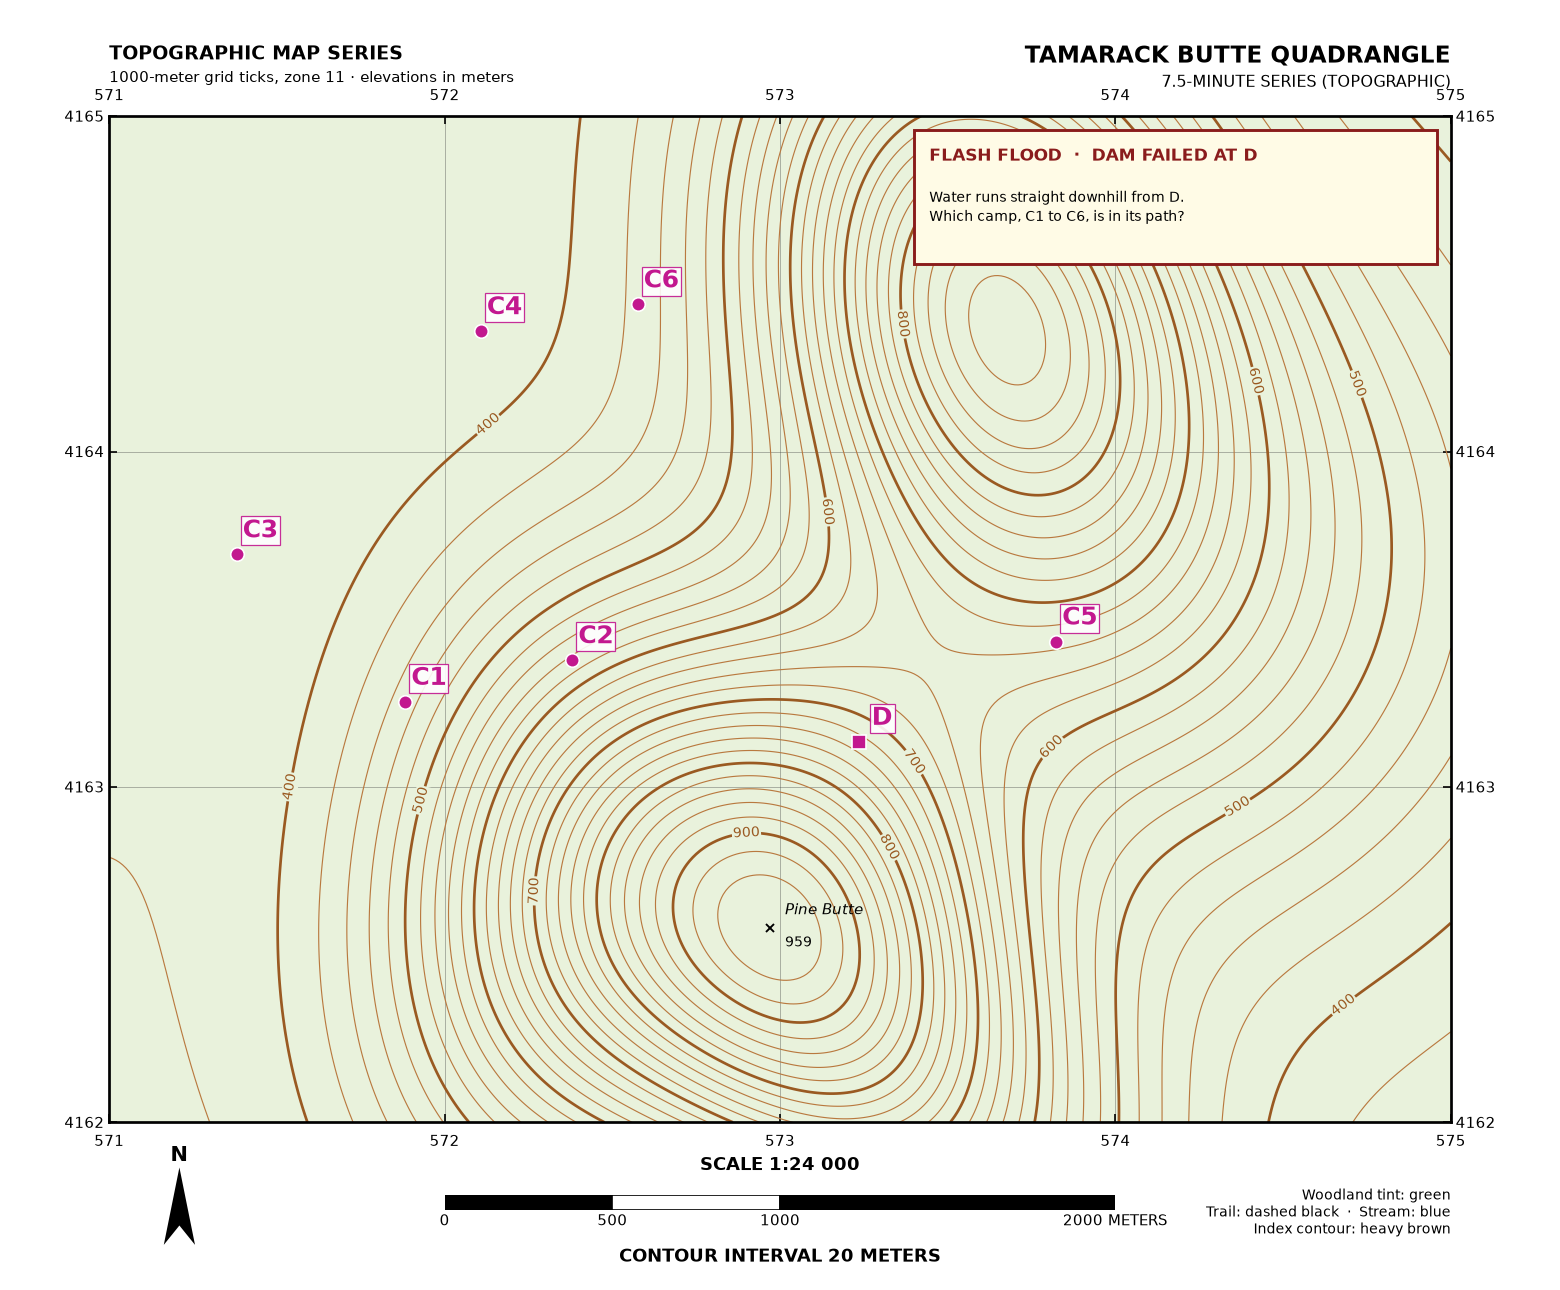 TOPOGRAPHIC MAP SERIES
1000-meter grid ticks, zone 11 · elevations in meters
TAMARACK BUTTE QUADRANGLE
7.5-MINUTE SERIES (TOPOGRAPHIC)
571 572 573 574 575
4165 4165
FLASH FLOOD · DAM FAILED AT D
Water runs straight downhill from D.
Which camp, C1 to C6, is in its path?
C6
C4
800
600
500
400
4164 4164
600
C3
C5
C2
C1
D
600
700
4163 4163
400
500
500
900
800
700
Pine Butte
959
400
4162 4162
571 572 573 574 575
N
SCALE 1:24 000
0 500 1000 2000 METERS
CONTOUR INTERVAL 20 METERS
Woodland tint: green
Trail: dashed black · Stream: blue
Index contour: heavy brown